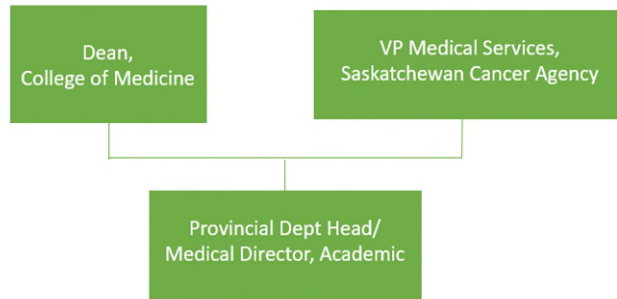 Dean,
College of Medicine
VP Medical Services,
Saskatchewan Cancer Agency
Provincial Dept Head/
Medical Director, Academic